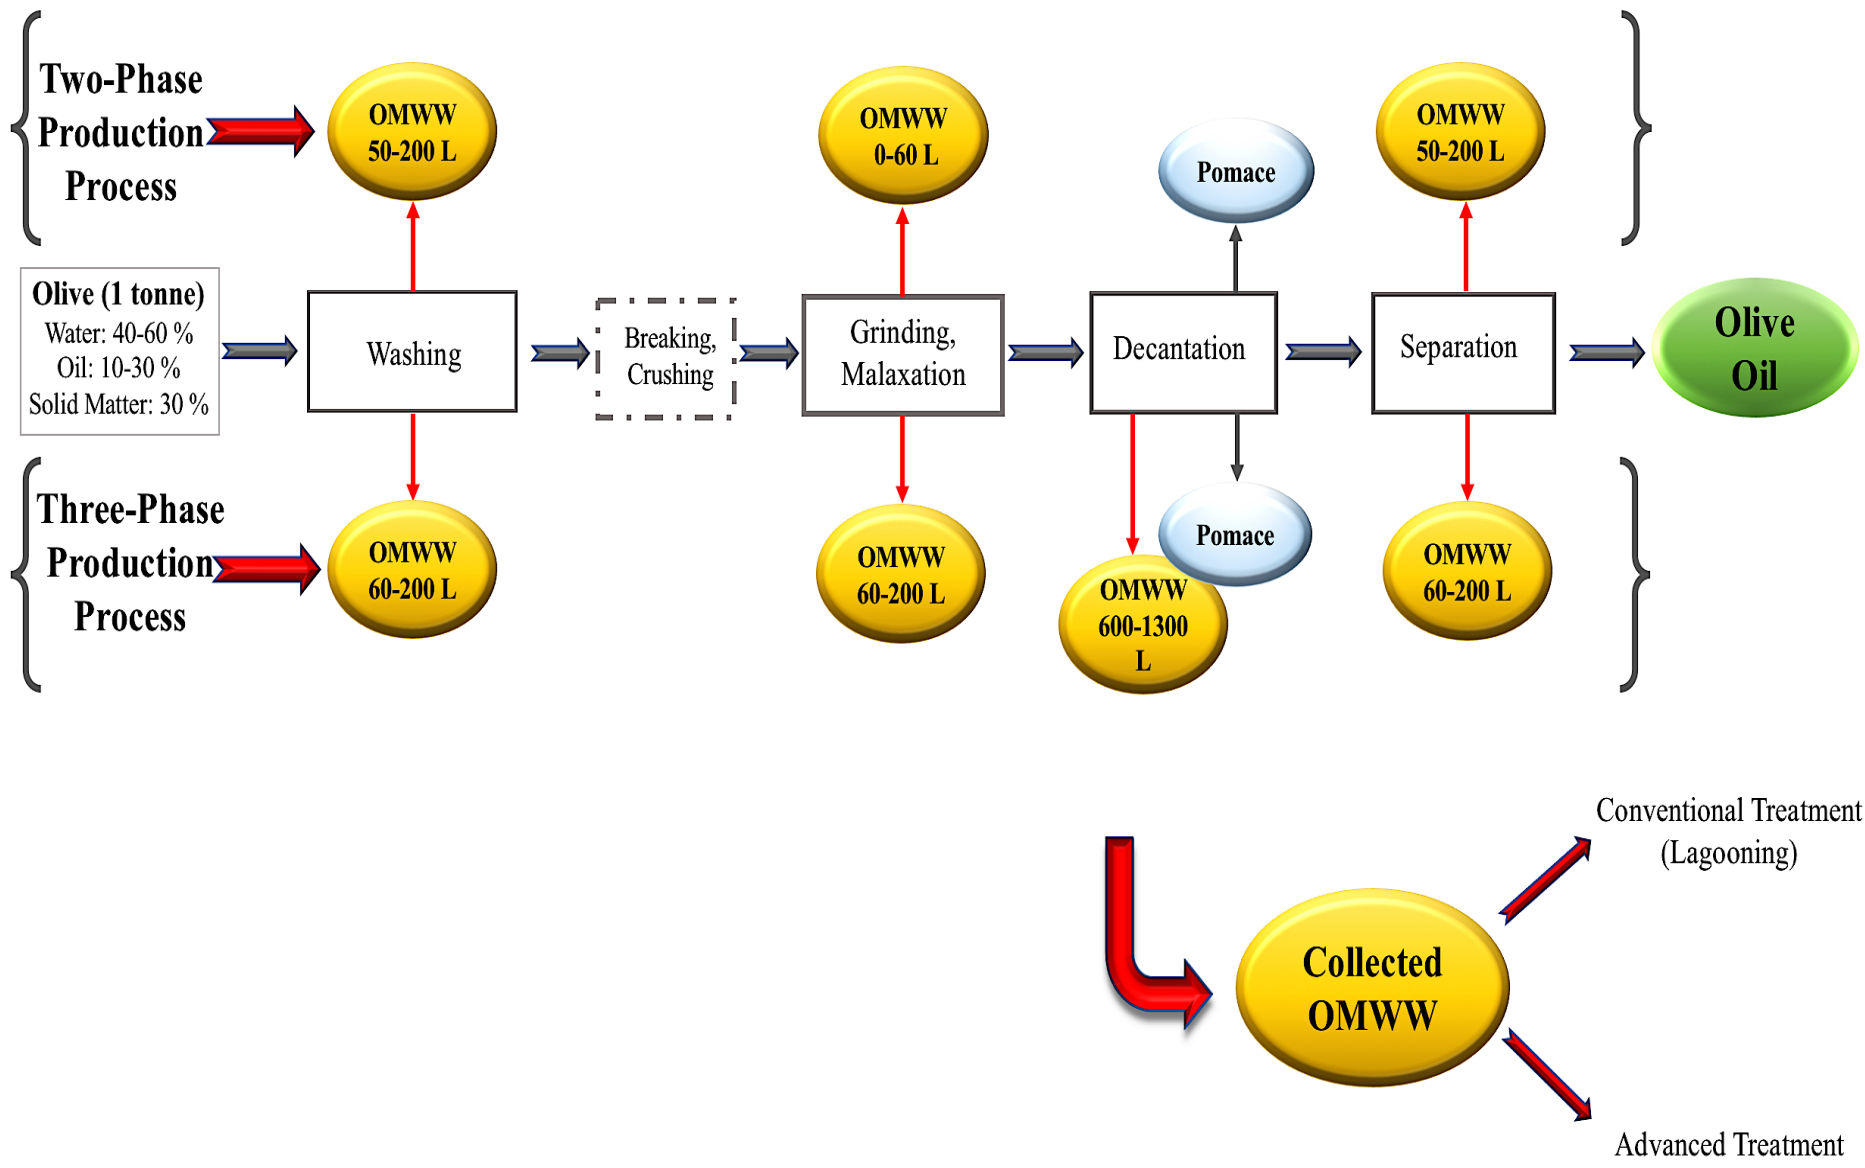 Two-Phase
Production
Process
OMWW
50-200 L
OMWW
0-60 L
Pomace
OMWW
50-200 L
Olive (1 tonne)
Water: 40-60 %
Oil: 10-30 %
Solid Matter: 30 %
Washing
Breaking,
Crushing
Grinding,
Malaxation
Decantation
Separation
Olive
Oil
Three-Phase
Production
Process
OMWW
60-200 L
OMWW
60-200 L
Pomace
OMWW
600-1300
L
OMWW
60-200 L
Conventional Treatment
(Lagooning)
Collected
OMWW
Advanced Treatment